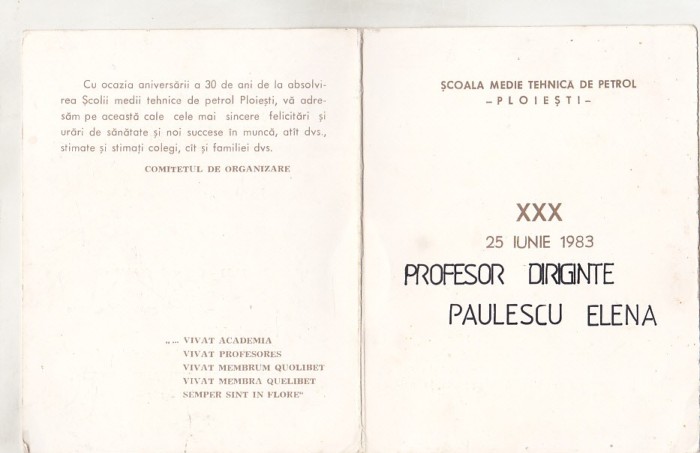 Cu ocazia aniversării a 30 de ani de la absolvi-
rea Școlii medii tehnice de petrol Ploiești, vă adre-
săm pe această cale cele mai sincere felicitări și
urări de sănătate și noi succese în muncă, atît dvs.,
stimate și stimați colegi, cît și familiei dvs.
COMITETUL DE ORGANIZARE
„... VIVAT ACADEMIA
VIVAT PROFESORES
VIVAT MEMBRUM QUOLIBET
VIVAT MEMBRA QUELIBET
SEMPER SINT IN FLORE"
ȘCOALA MEDIE TEHNICA DE PETROL
– PLOIEȘTI –
XXX
25 IUNIE 1983
PROFESOR DIRIGINTE
PAULESCU ELENA